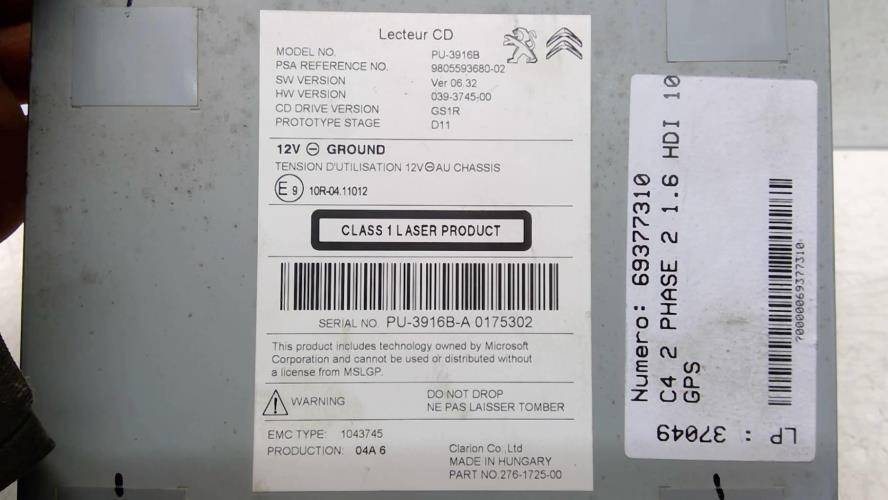 Lecteur CD
MODEL NO. PU-3916B
PSA REFERENCE NO. 9805593680-02
SW VERSION Ver 06.32
HW VERSION 039-3745-00
CD DRIVE VERSION GS1R
PROTOTYPE STAGE D11
12V ⊖ GROUND
TENSION D'UTILISATION 12V⊖AU CHASSIS
E9 10R-04.11012
CLASS 1 LASER PRODUCT
SERIAL NO. PU-3916B-A 0175302
This product includes technology owned by Microsoft
Corporation and cannot be used or distributed without
a license from MSLGP.
WARNING
DO NOT DROP
NE PAS LAISSER TOMBER
EMC TYPE: 1043745
PRODUCTION: 04A 6
Clarion Co.,Ltd
MADE IN HUNGARY
PART NO.276-1725-00
Numero: 69377310
C4 2 PHASE 2 1.6 HDI 10
GPS
700000069377310
LP : 37049